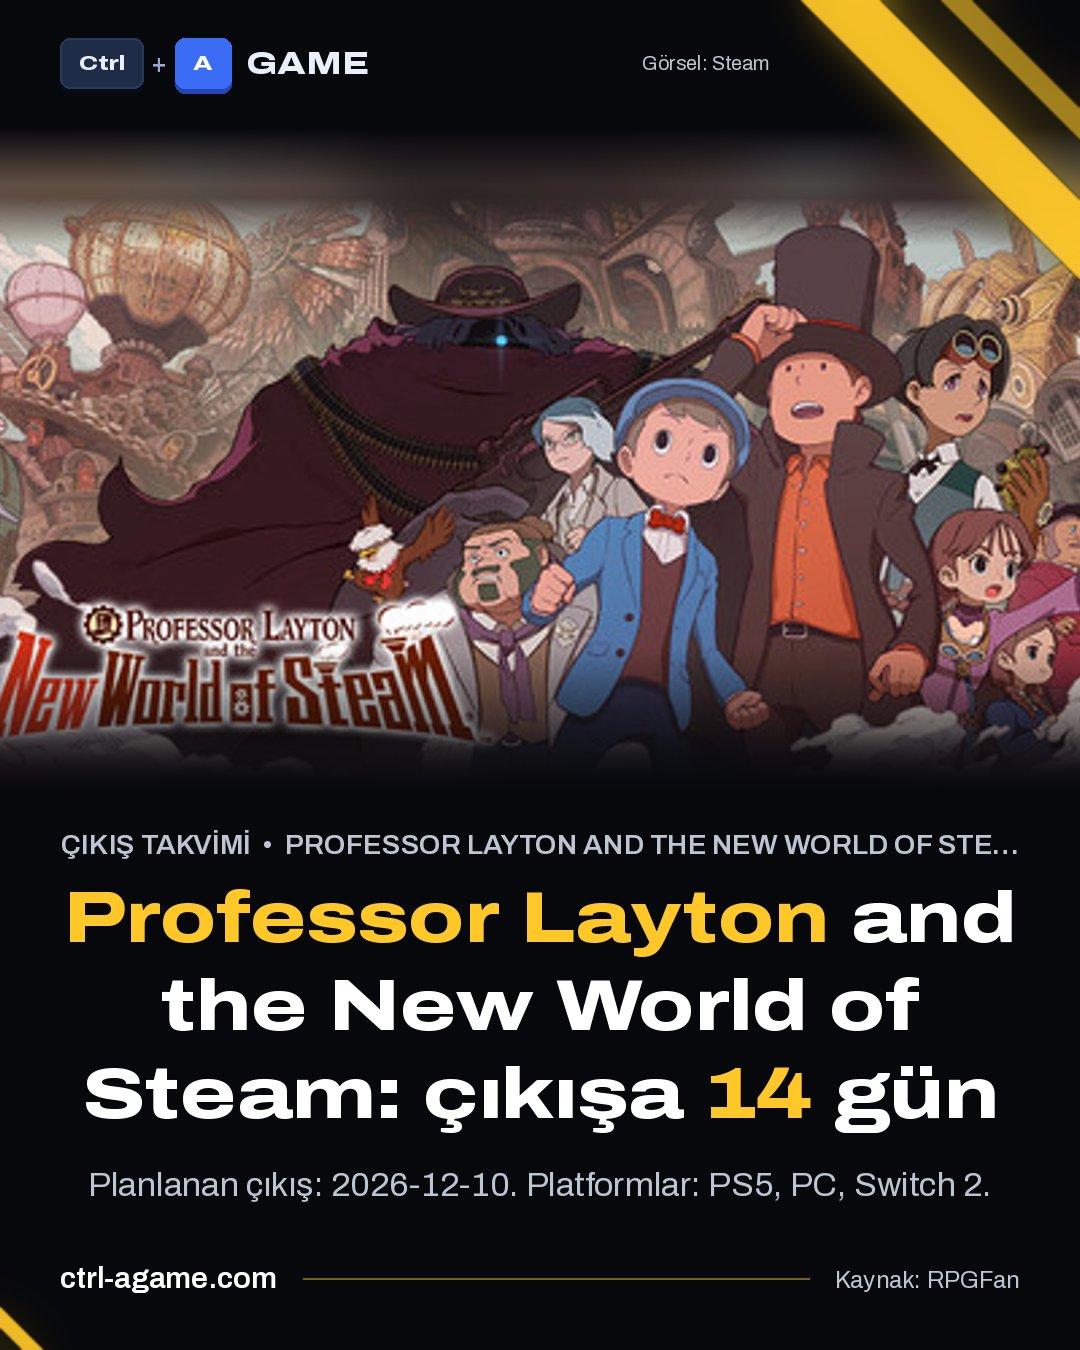 Ctrl + A GAME
Görsel: Steam
PROFESSOR LAYTON
and the
New World of Steam
ÇIKIŞ TAKVİMİ • PROFESSOR LAYTON AND THE NEW WORLD OF STE...
Professor Layton and
the New World of
Steam: çıkışa 14 gün
Planlanan çıkış: 2026-12-10. Platformlar: PS5, PC, Switch 2.
ctrl-agame.com
Kaynak: RPGFan